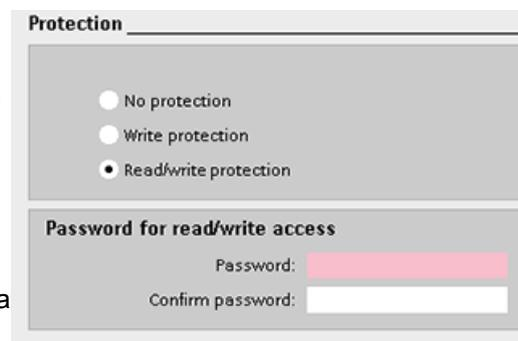 Protection
No protection
Write protection
Read/write protection
Password for read/write access
Password:
Confirm password:
a